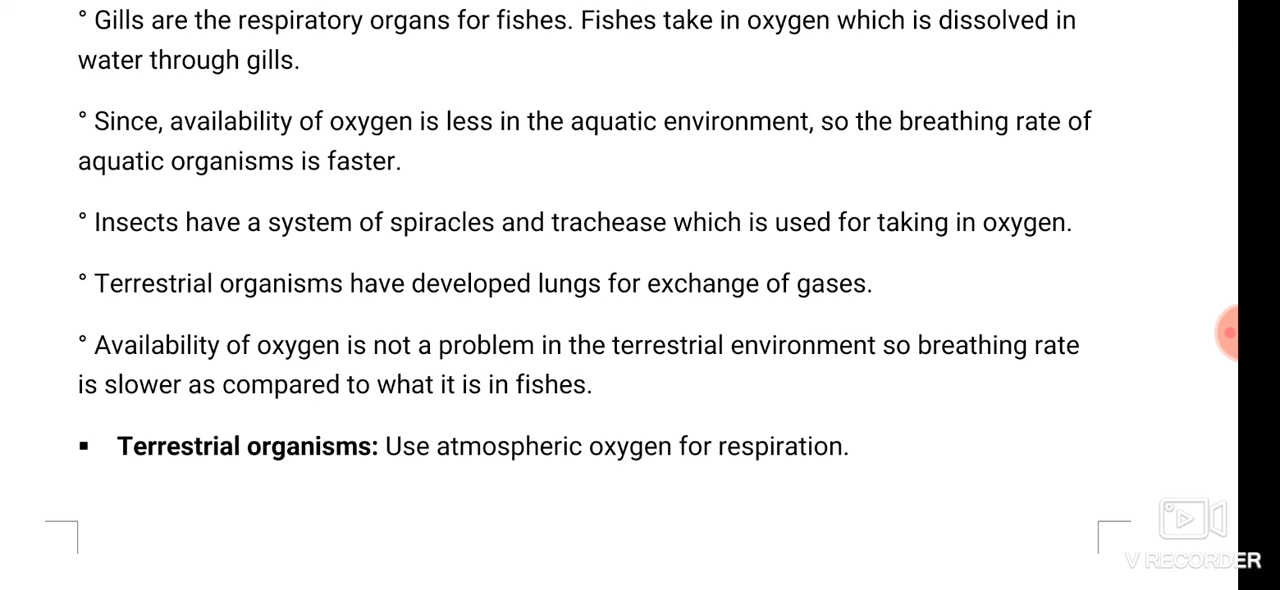 ° Gills are the respiratory organs for fishes. Fishes take in oxygen which is dissolved in
water through gills.
° Since, availability of oxygen is less in the aquatic environment, so the breathing rate of
aquatic organisms is faster.
° Insects have a system of spiracles and trachease which is used for taking in oxygen.
° Terrestrial organisms have developed lungs for exchange of gases.
° Availability of oxygen is not a problem in the terrestrial environment so breathing rate
is slower as compared to what it is in fishes.
▪ Terrestrial organisms: Use atmospheric oxygen for respiration.
V RECORDER